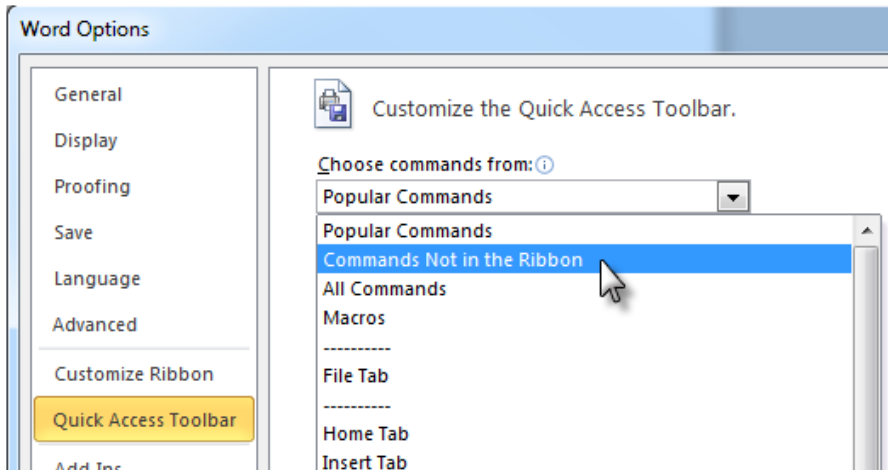 Word Options
General
Display
Proofing
Save
Language
Advanced
Customize Ribbon
Quick Access Toolbar
Add-Ins
Customize the Quick Access Toolbar.
Choose commands from:
Popular Commands
Popular Commands
Commands Not in the Ribbon
All Commands
Macros
----------
File Tab
----------
Home Tab
Insert Tab